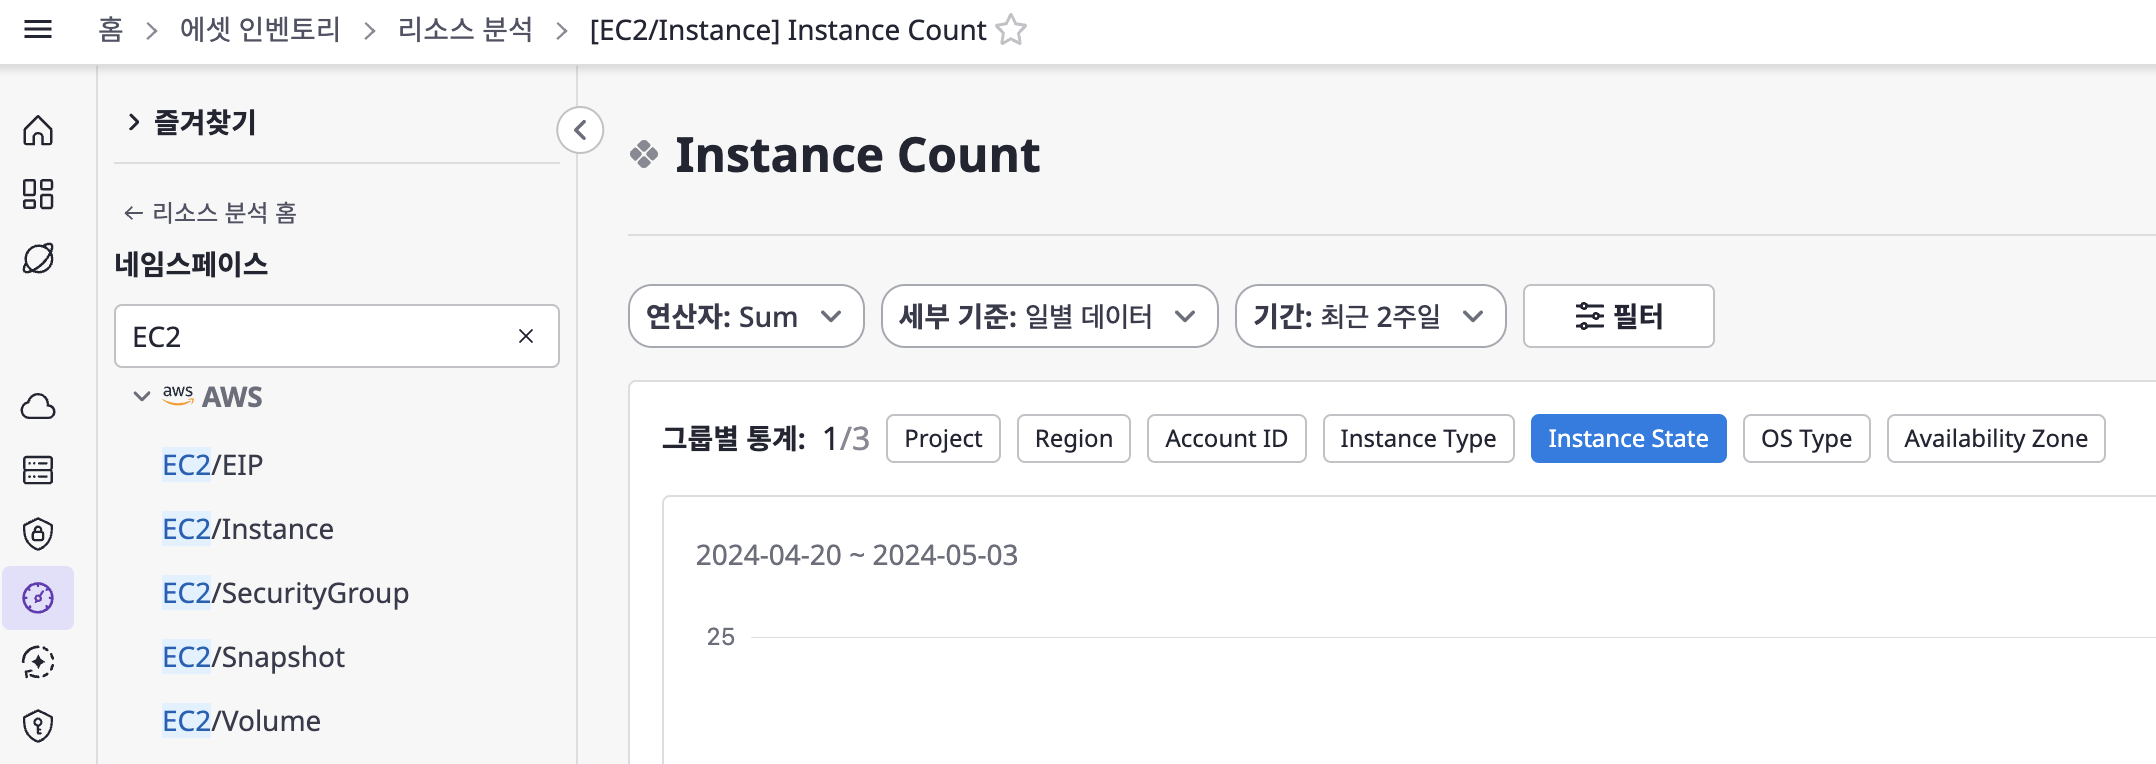 홈 > 에셋 인벤토리 > 리소스 분석 > [EC2/Instance] Instance Count
즐겨찾기
← 리소스 분석 홈
네임스페이스
EC2
aws AWS
EC2/EIP
EC2/Instance
EC2/SecurityGroup
EC2/Snapshot
EC2/Volume
Instance Count
연산자: Sum
세부 기준: 일별 데이터
기간: 최근 2주일
필터
그룹별 통계: 1/3 Project Region Account ID Instance Type Instance State OS Type Availability Zone
2024-04-20 ~ 2024-05-03
25